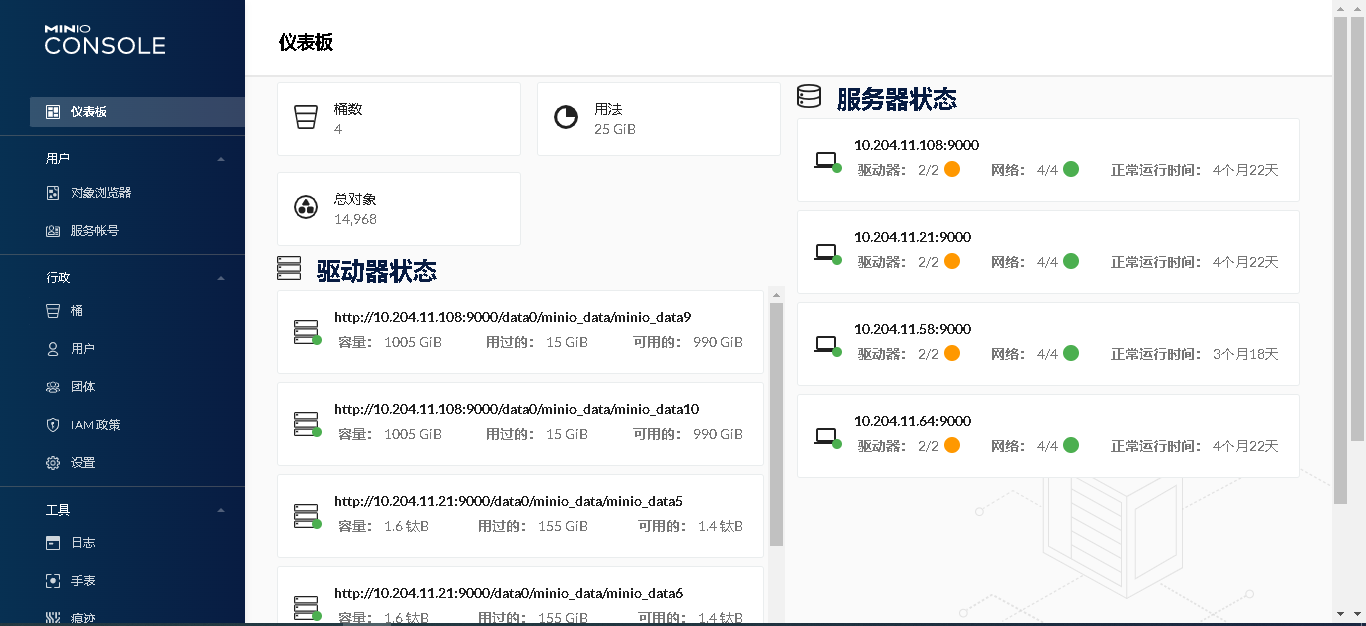 MINIO
CONSOLE
仪表板
用户
对象浏览器
服务帐号
行政
桶
用户
团体
IAM 政策
设置
工具
日志
手表
痕迹
仪表板
桶数
4
用法
25 GiB
总对象
14,968
驱动器状态
http://10.204.11.108:9000/data0/minio_data/minio_data9
容量： 1005 GiB 用过的： 15 GiB 可用的： 990 GiB
http://10.204.11.108:9000/data0/minio_data/minio_data10
容量： 1005 GiB 用过的： 15 GiB 可用的： 990 GiB
http://10.204.11.21:9000/data0/minio_data/minio_data5
容量： 1.6 钛B 用过的： 155 GiB 可用的： 1.4 钛B
http://10.204.11.21:9000/data0/minio_data/minio_data6
容量： 1.6 钛B 用过的： 155 GiB 可用的： 1.4 钛B
服务器状态
10.204.11.108:9000
驱动器： 2/2 网络： 4/4 正常运行时间： 4个月22天
10.204.11.21:9000
驱动器： 2/2 网络： 4/4 正常运行时间： 4个月22天
10.204.11.58:9000
驱动器： 2/2 网络： 4/4 正常运行时间： 3个月18天
10.204.11.64:9000
驱动器： 2/2 网络： 4/4 正常运行时间： 4个月22天